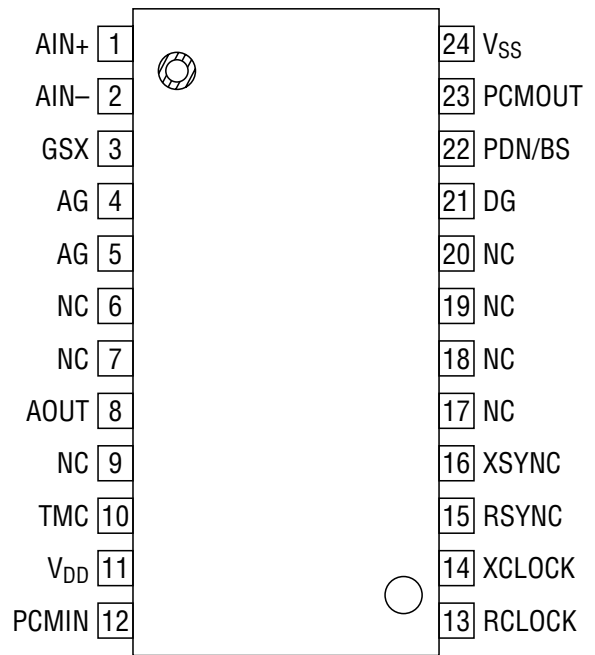 AIN+ 1 24 VSS
AIN– 2 23 PCMOUT
GSX 3 22 PDN/BS
AG 4 21 DG
AG 5 20 NC
NC 6 19 NC
NC 7 18 NC
AOUT 8 17 NC
NC 9 16 XSYNC
TMC 10 15 RSYNC
VDD 11 14 XCLOCK
PCMIN 12 13 RCLOCK